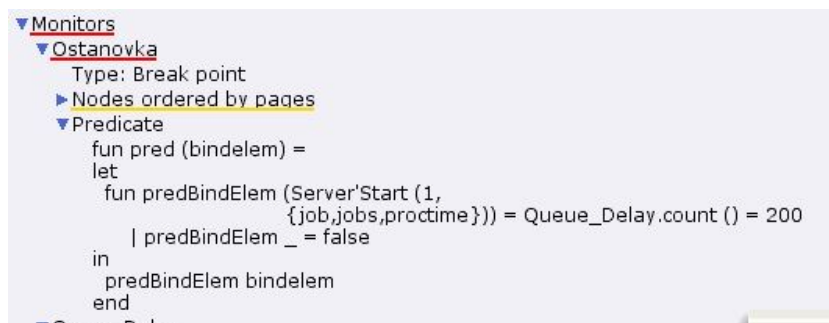 Monitors
Ostanovka
Type: Break point
Nodes ordered by pages
Predicate
fun pred (bindelem) =
let
fun predBindElem (Server'Start (1,
{job,jobs,proctime})) = Queue_Delay.count () = 200
| predBindElem _ = false
in
predBindElem bindelem
end